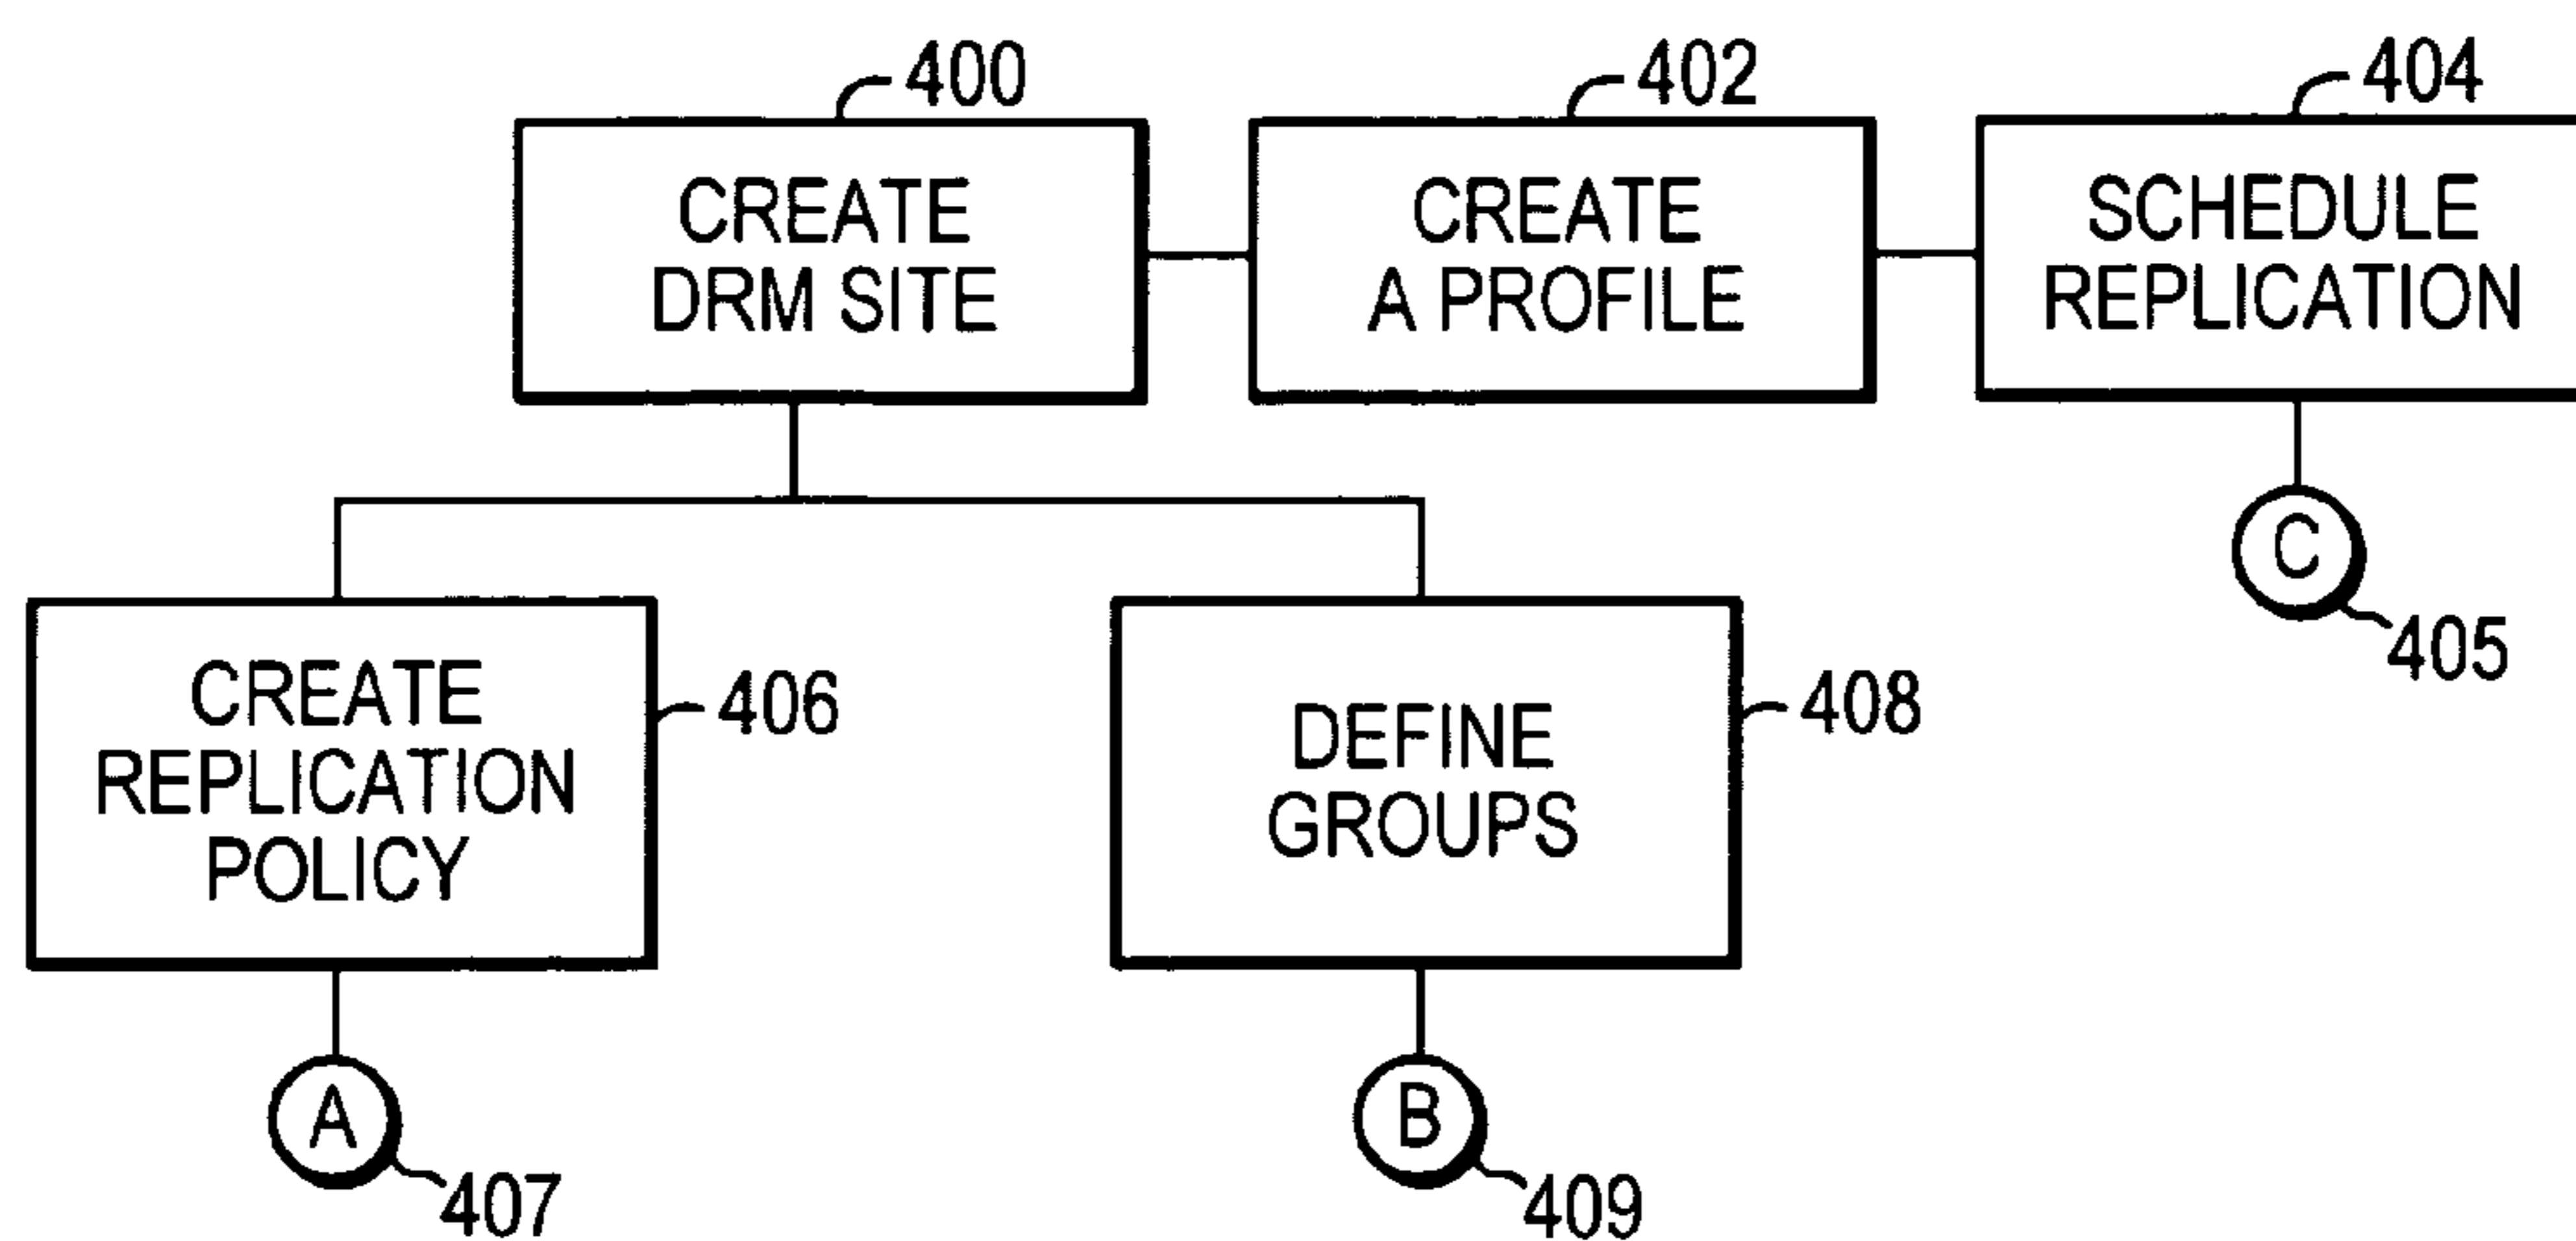 400
402
404
CREATE
DRM SITE
CREATE
A PROFILE
SCHEDULE
REPLICATION
C
405
CREATE
REPLICATION
POLICY
406
DEFINE
GROUPS
408
A
407
B
409